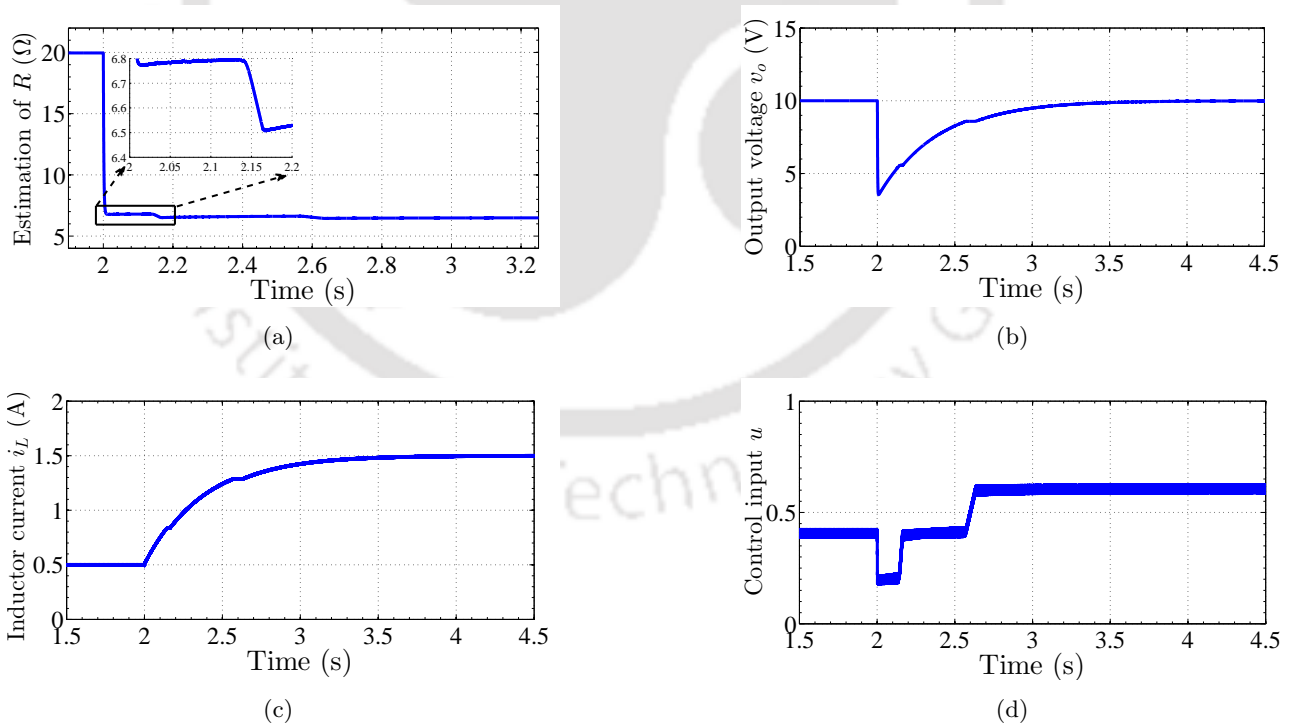 Estimation of R (Ω)
20
15
10
5
6.8
6.7
6.6
6.5
6.4
2 2.05 2.1 2.15 2.2
2 2.2 2.4 2.6 2.8 3 3.2
Time (s)
(a)
Output voltage v_o (V)
15
10
5
0
1.5 2 2.5 3 3.5 4 4.5
Time (s)
(b)
Inductor current i_L (A)
2
1.5
1
0.5
0
1.5 2 2.5 3 3.5 4 4.5
Time (s)
(c)
Control input u
1
0.5
0
1.5 2 2.5 3 3.5 4 4.5
Time (s)
(d)